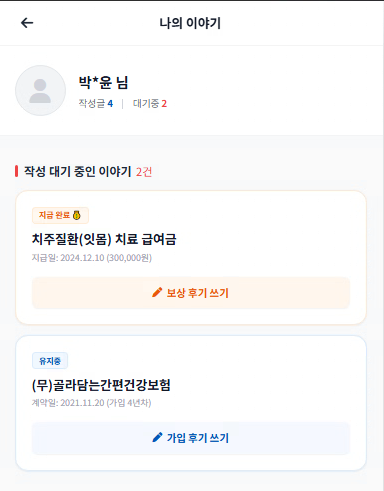 나의 이야기
박*윤 님
작성글 4 | 대기중 2
작성 대기 중인 이야기 2건
지급 완료
치주질환(잇몸) 치료 급여금
지급일: 2024.12.10 (300,000원)
보상 후기 쓰기
유지중
(무)골라담는간편건강보험
계약일: 2021.11.20 (가입 4년차)
가입 후기 쓰기